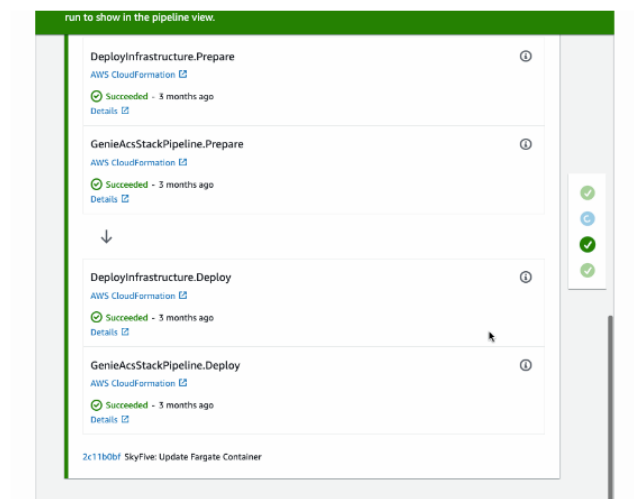 run to show in the pipeline view.
DeployInfrastructure.Prepare
AWS CloudFormation
Succeeded - 3 months ago
Details
GenieAcsStackPipeline.Prepare
AWS CloudFormation
Succeeded - 3 months ago
Details
DeployInfrastructure.Deploy
AWS CloudFormation
Succeeded - 3 months ago
Details
GenieAcsStackPipeline.Deploy
AWS CloudFormation
Succeeded - 3 months ago
Details
2c11b0bf SkyFive: Update Fargate Container